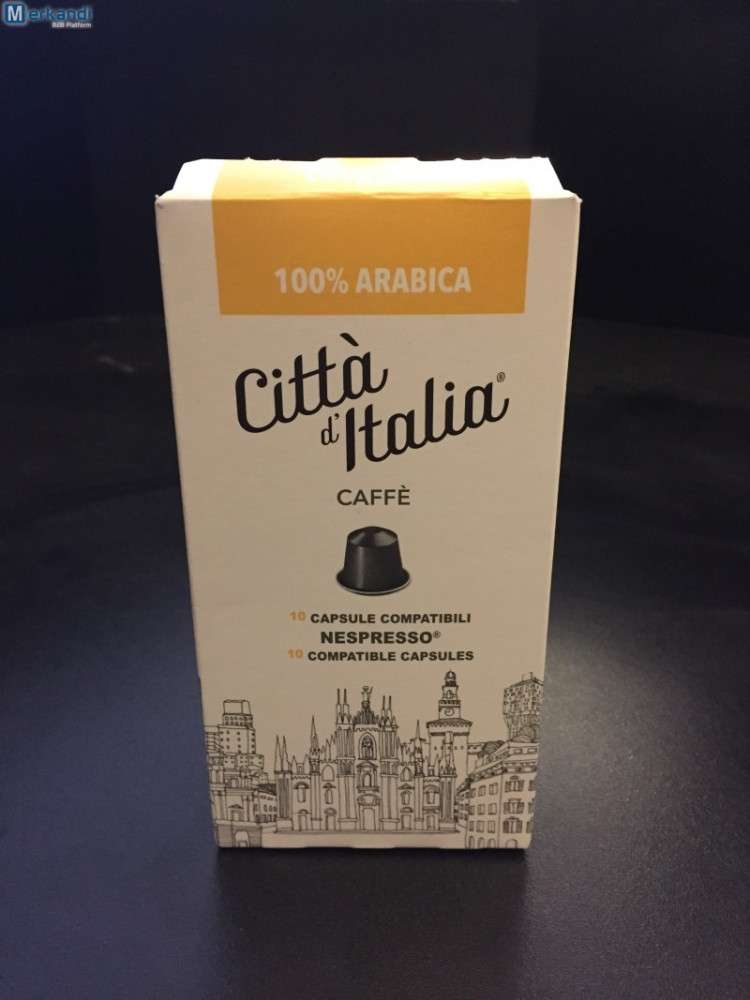 Merkandi
B2B Platform
100% ARABICA
Città
d'Italia®
CAFFÈ
10 CAPSULE COMPATIBILI
NESPRESSO®
10 COMPATIBLE CAPSULES